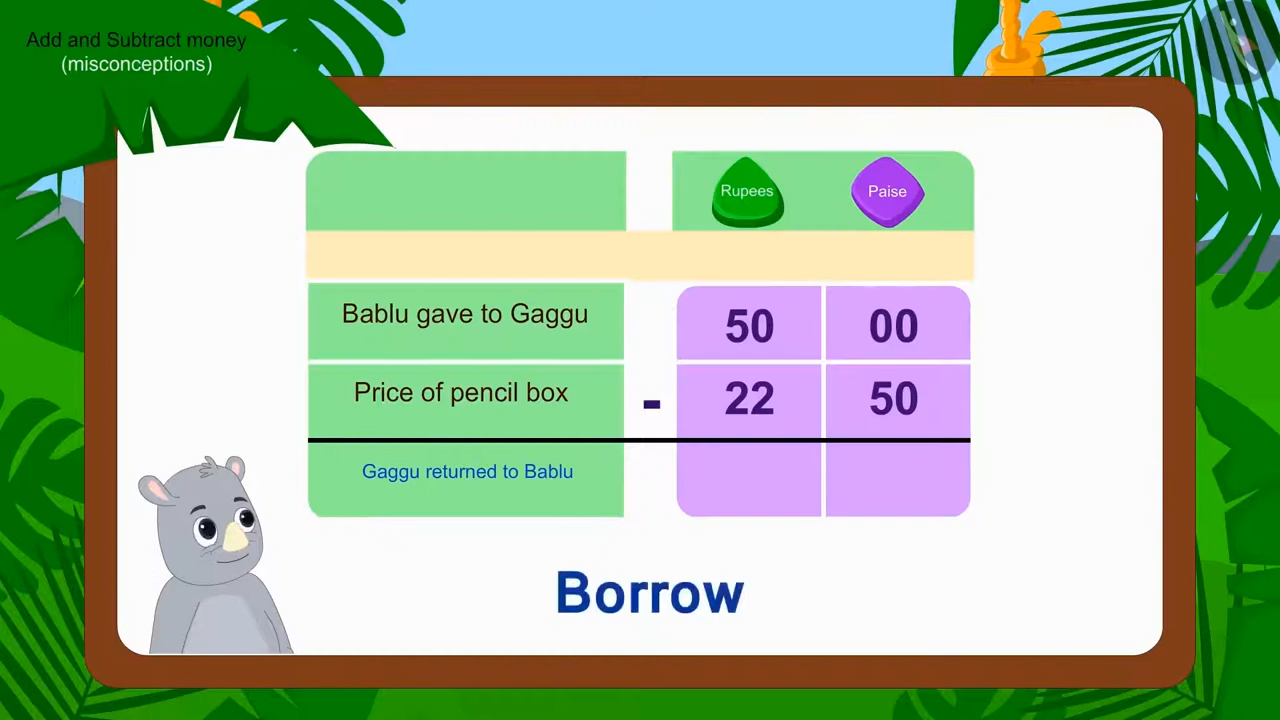 Add and Subtract money
(misconceptions)
Rupees Paise
Bablu gave to Gaggu 50 00
Price of pencil box - 22 50
Gaggu returned to Bablu
Borrow